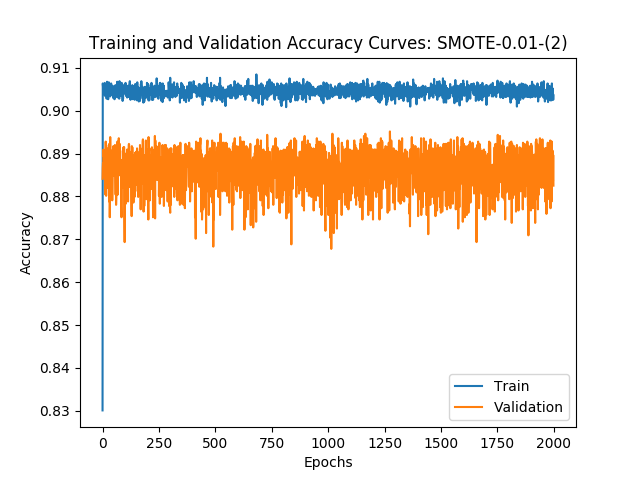 Training and Validation Accuracy Curves: SMOTE-0.01-(2)
0.91
0.90
0.89
0.88
0.87
0.86
0.85
0.84
0.83
Accuracy
Train
Validation
0 250 500 750 1000 1250 1500 1750 2000
Epochs